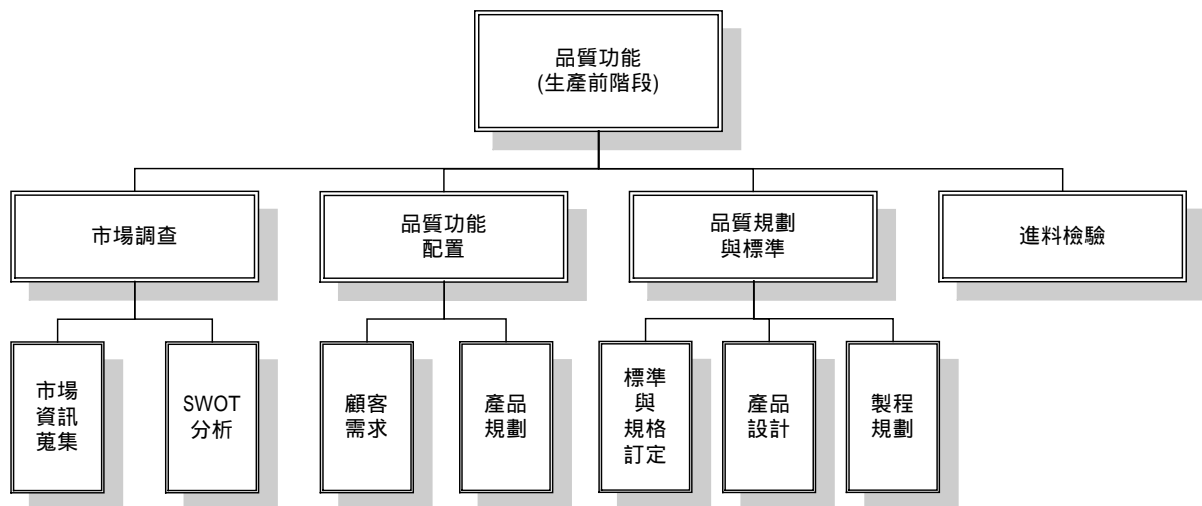 品質功能
(生產前階段)
市場調查
品質功能
配置
品質規劃
與標準
進料檢驗
市場
資訊
蒐集
SWOT
分析
顧客
需求
產品
規劃
標準
與
規格
訂定
產品
設計
製程
規劃